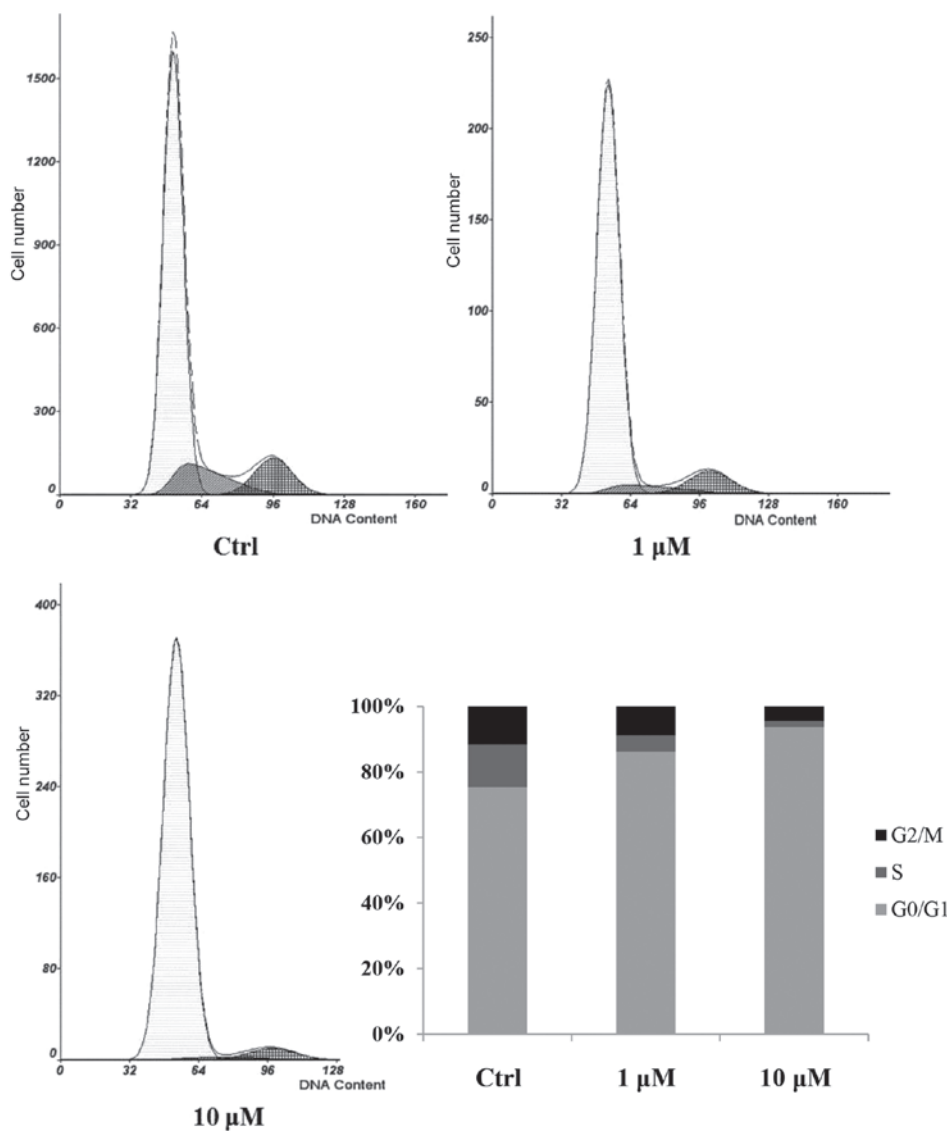 1500
1200
900
600
300
0
Cell number
0 32 64 96 128 160
DNA Content
Ctrl
250
200
150
100
50
0
Cell number
0 32 64 96 128 160
DNA Content
1 μM
400
320
240
160
80
0
Cell number
0 32 64 96 128
DNA Content
10 μM
100%
80%
60%
40%
20%
0%
Ctrl 1 μM 10 μM
G2/M
S
G0/G1